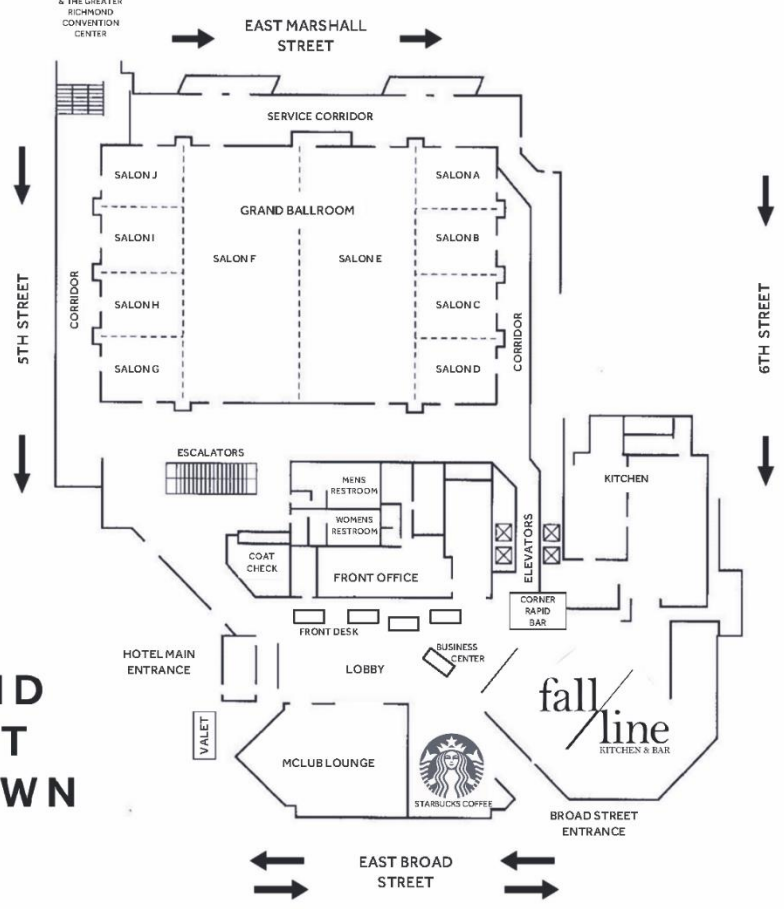 & THE GREATER
RICHMOND
CONVENTION
CENTER
EAST MARSHALL
STREET
SERVICE CORRIDOR
SALON J
SALON A
GRAND BALLROOM
SALON I
SALON B
SALON F
SALON E
5TH STREET
CORRIDOR
SALON H
SALON C
CORRIDOR
6TH STREET
SALON G
SALON D
ESCALATORS
MENS
RESTROOM
KITCHEN
WOMENS
RESTROOM
ELEVATORS
COAT
CHECK
FRONT OFFICE
CORNER
RAPID
BAR
FRONT DESK
HOTEL MAIN
ENTRANCE
LOBBY
BUSINESS
CENTER
fall/
line
KITCHEN & BAR
ND
T
WN
VALET
MCLUB LOUNGE
STARBUCKS COFFEE
BROAD STREET
ENTRANCE
EAST BROAD
STREET